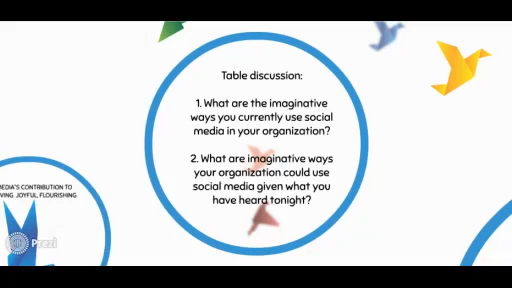 Table discussion:
1. What are the imaginative
ways you currently use social
media in your organization?
2. What are imaginative ways
your organization could use
social media given what you
have heard tonight?
MEDIA'S CONTRIBUTION TO
VING, JOYFUL, FLOURISHING
Prezi